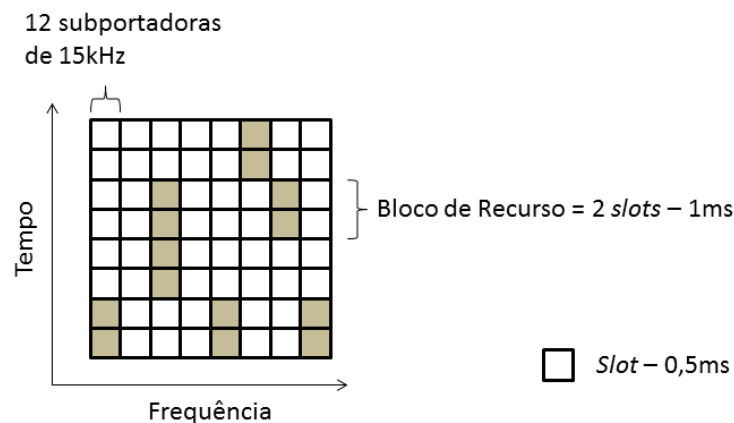 12 subportadoras
de 15kHz
Tempo
Bloco de Recurso = 2 slots – 1ms
Slot – 0,5ms
Frequência